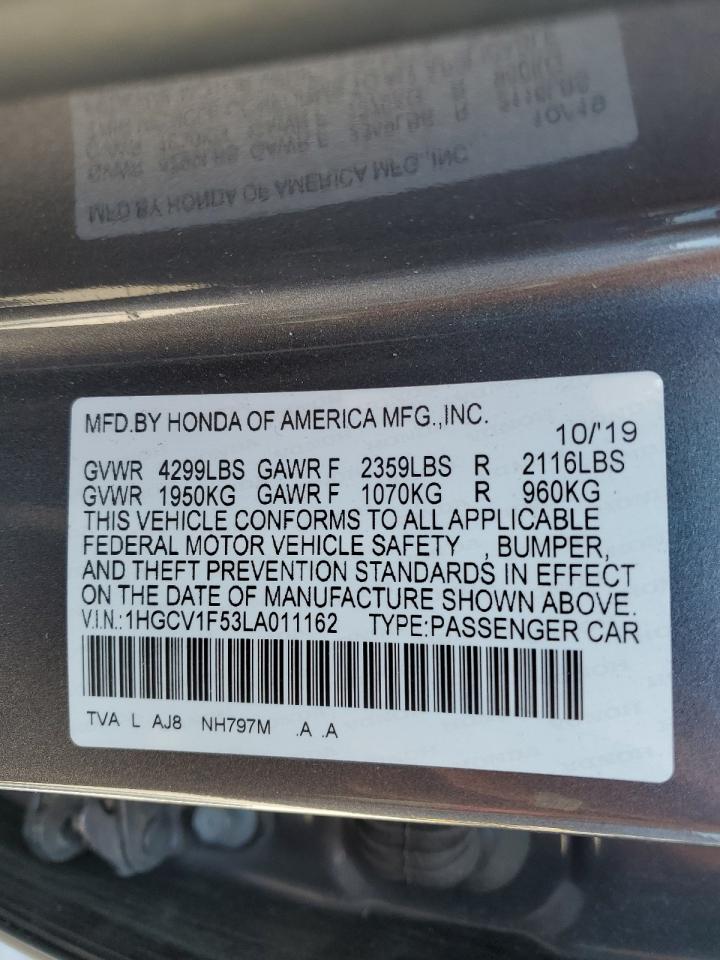 MFD.BY HONDA OF AMERICA MFG.,INC.
10/'19
GVWR 4299LBS GAWR F 2359LBS R 2116LBS
GVWR 1950KG GAWR F 1070KG R 960KG
THIS VEHICLE CONFORMS TO ALL APPLICABLE
FEDERAL MOTOR VEHICLE SAFETY , BUMPER,
AND THEFT PREVENTION STANDARDS IN EFFECT
ON THE DATE OF MANUFACTURE SHOWN ABOVE.
V.I.N.:1HGCV1F53LA011162 TYPE:PASSENGER CAR
TVA L AJ8 NH797M .A .A